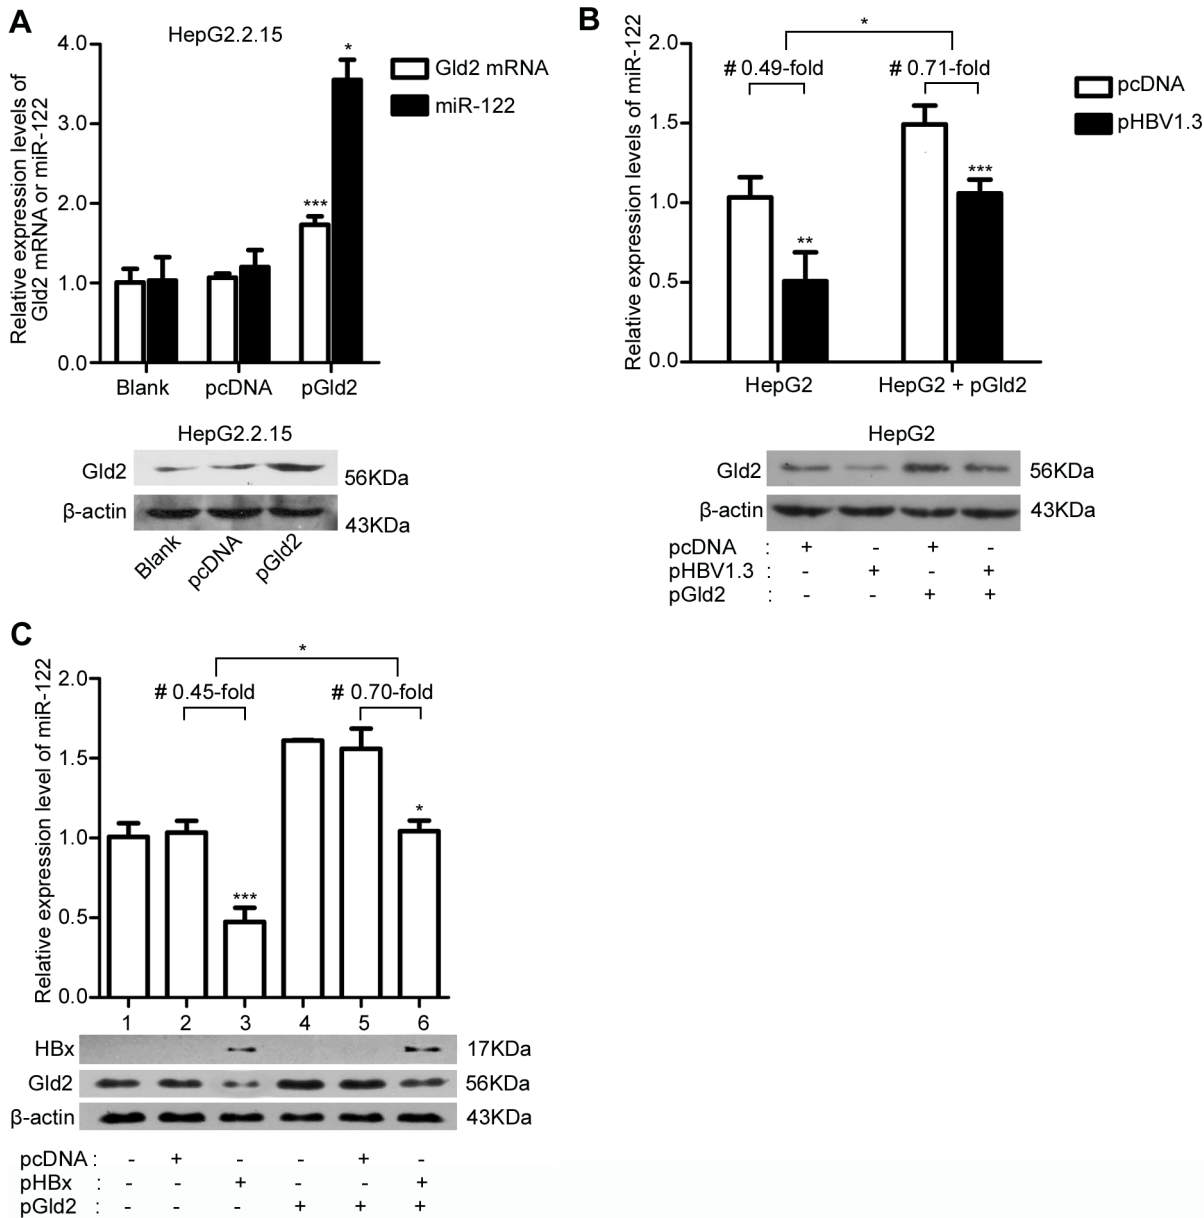 A
HepG2.2.15
Relative expression levels of
Gld2 mRNA or miR-122
4.0
3.0
2.0
1.0
0.0
*
***
Gld2 mRNA
miR-122
Blank pcDNA pGld2
HepG2.2.15
Gld2 56KDa
β-actin 43KDa
Blank pcDNA pGld2
B
Relative expression levels of miR-122
2.0
1.5
1.0
0.5
0.0
*
# 0.49-fold # 0.71-fold
**
***
pcDNA
pHBV1.3
HepG2 HepG2 + pGld2
HepG2
Gld2 56KDa
β-actin 43KDa
pcDNA : + - + -
pHBV1.3 : - + - +
pGld2 : - - + +
C
Relative expression level of miR-122
2.0
1.5
1.0
0.5
0.0
*
# 0.45-fold # 0.70-fold
***
*
1 2 3 4 5 6
HBx 17KDa
Gld2 56KDa
β-actin 43KDa
pcDNA : - + - - + -
pHBx : - - + - - +
pGld2 : - - - + + +